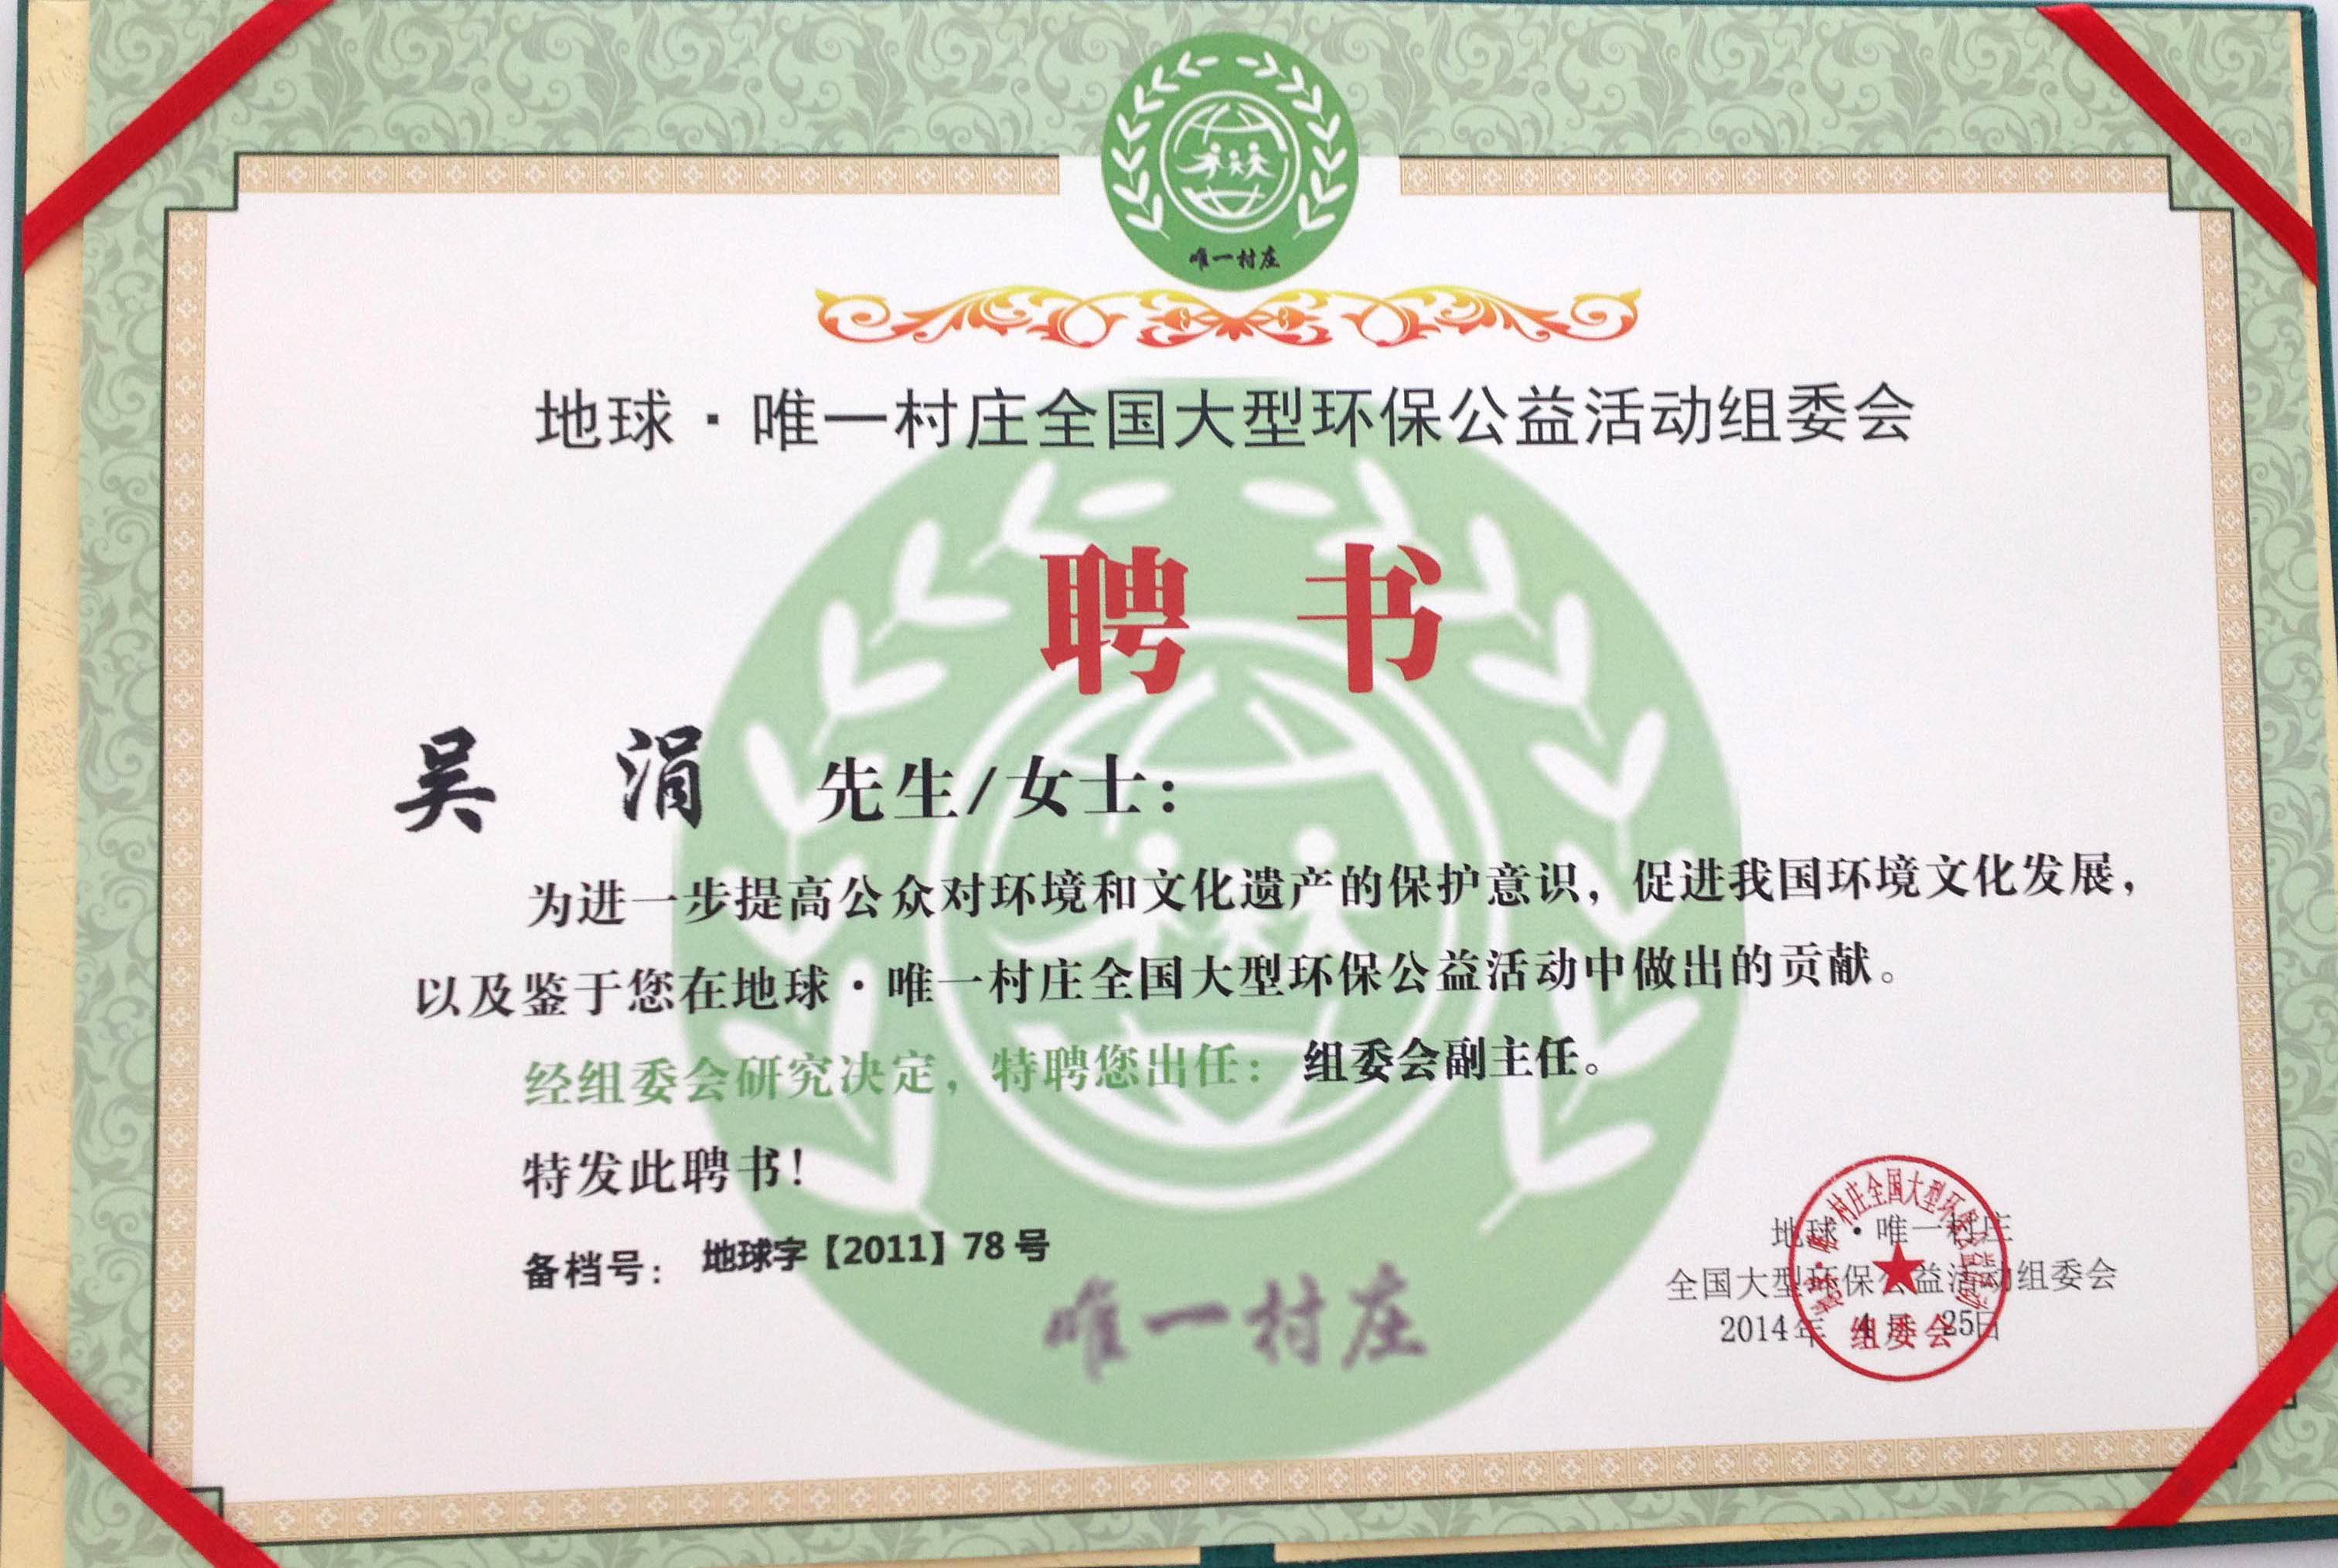 唯一村庄
地球·唯一村庄全国大型环保公益活动组委会
聘 书
吴 涓 先生/女士：
为进一步提高公众对环境和文化遗产的保护意识，促进我国环境文化发展，
以及鉴于您在地球·唯一村庄全国大型环保公益活动中做出的贡献。
经组委会研究决定，特聘您出任： 组委会副主任。
特发此聘书！
备档号： 地球字【2011】78 号
唯一村庄
地球·唯一村庄
全国大型环保公益活动组委会
2014年 4 月 25日
组委会